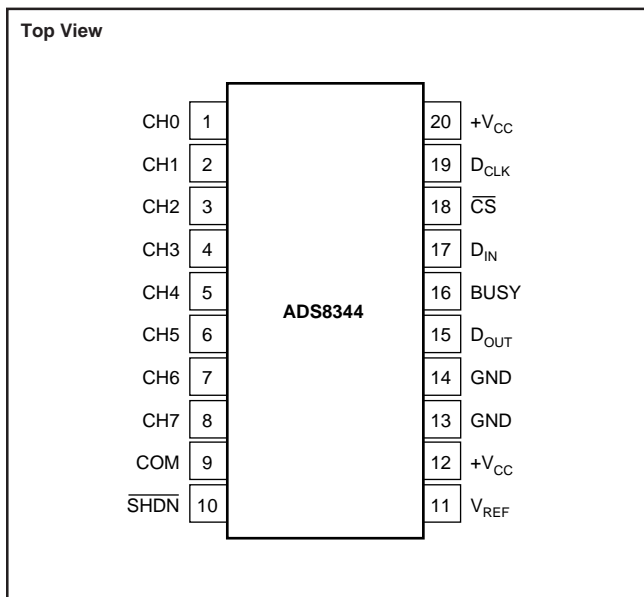 Top View
CH0 1 20 +VCC
CH1 2 19 DCLK
CH2 3 18 C̅S̅
CH3 4 17 DIN
CH4 5 16 BUSY
ADS8344
CH5 6 15 DOUT
CH6 7 14 GND
CH7 8 13 GND
COM 9 12 +VCC
S̅H̅D̅N̅ 10 11 VREF